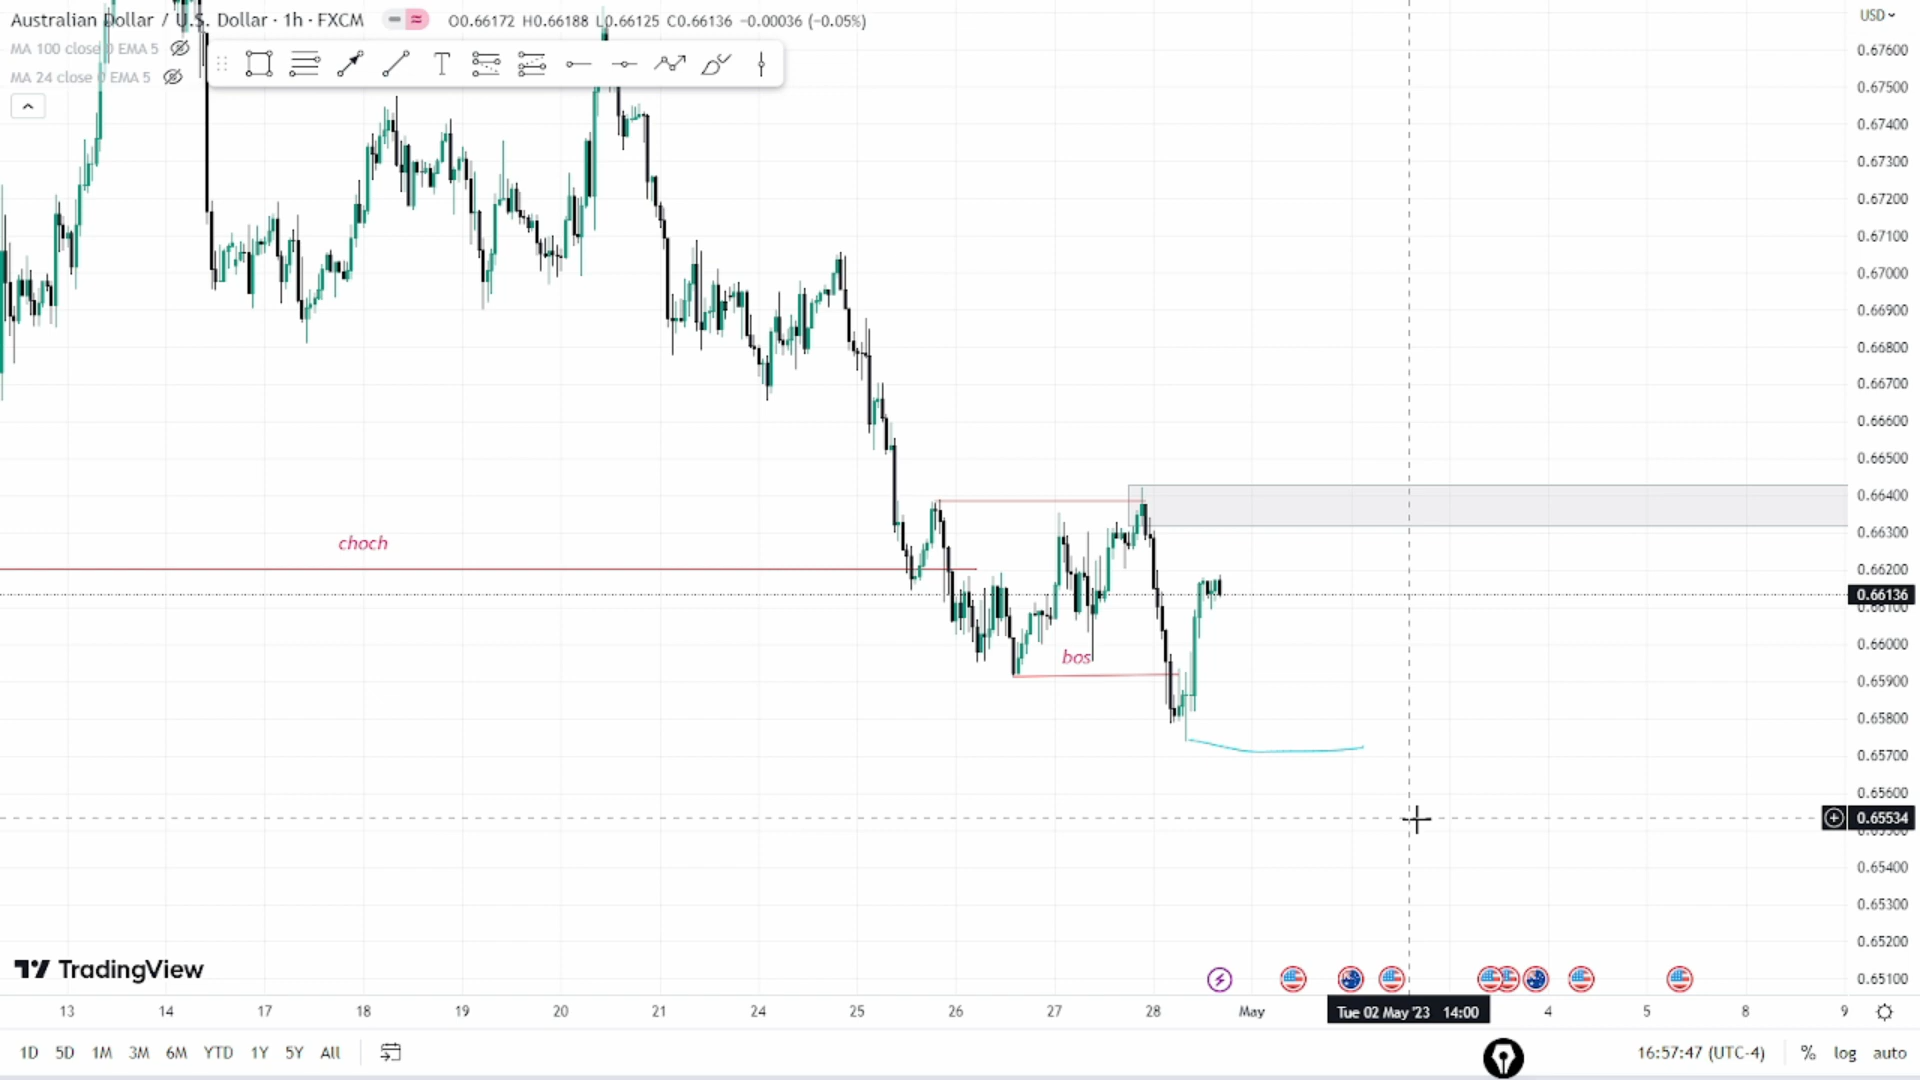 Australian Dollar / U.S. Dollar · 1h · FXCM O0.66172 H0.66188 L0.66125 C0.66136 −0.00036 (−0.05%)
MA 100 close 0 EMA 5
MA 24 close 0 EMA 5
T
USD
0.67600
0.67500
0.67400
0.67300
0.67200
0.67100
0.67000
0.66900
0.66800
0.66700
0.66600
0.66500
0.66400
0.66300
0.66200
0.66136
0.66100
0.66000
0.65900
0.65800
0.65700
0.65600
0.65534
0.65400
0.65300
0.65200
0.65100
choch
bos
TradingView
13 14 17 18 19 20 21 24 25 26 27 28 May Tue 02 May '23 14:00 4 5 8 9
1D 5D 1M 3M 6M YTD 1Y 5Y All 16:57:47 (UTC-4) % log auto